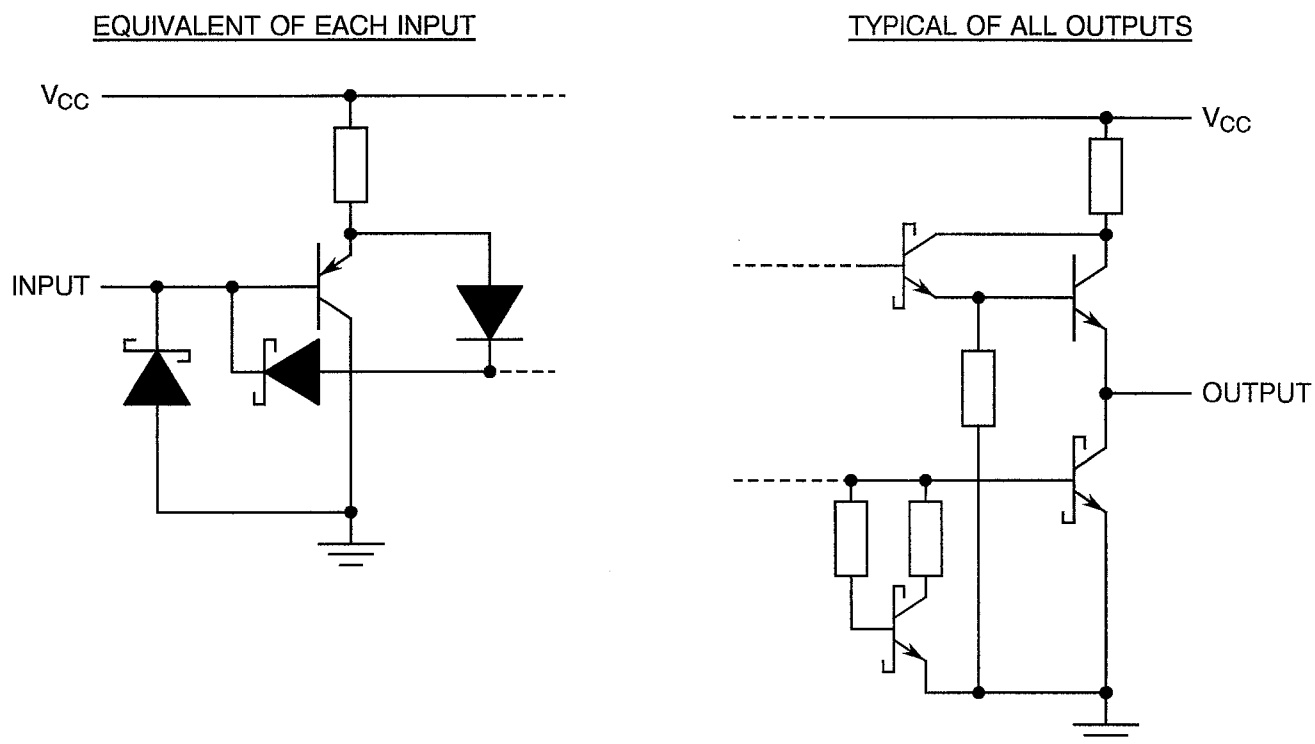 EQUIVALENT OF EACH INPUT
TYPICAL OF ALL OUTPUTS
VCC
INPUT
VCC
OUTPUT